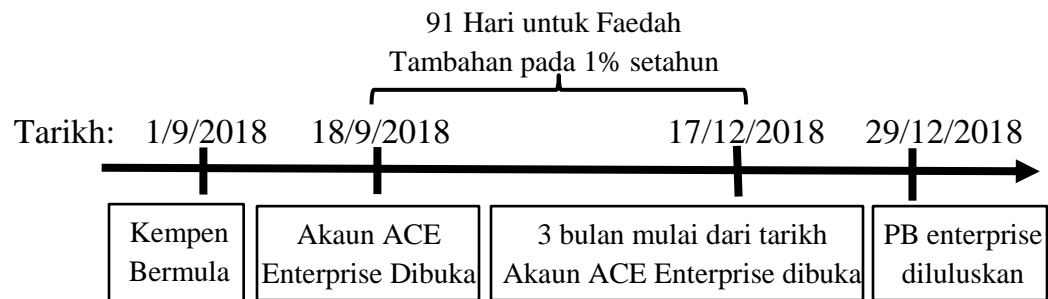 91 Hari untuk Faedah
Tambahan pada 1% setahun
Tarikh: 1/9/2018 18/9/2018 17/12/2018 29/12/2018
Kempen
Bermula
Akaun ACE
Enterprise Dibuka
3 bulan mulai dari tarikh
Akaun ACE Enterprise dibuka
PB enterprise
diluluskan